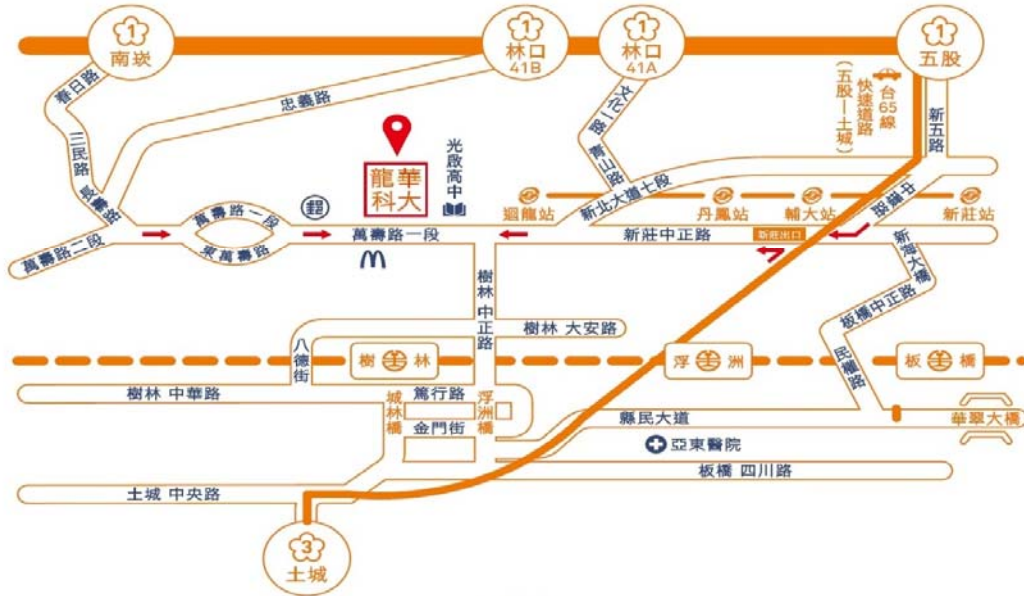 1
南崁
1
林口
41B
1
林口
41A
1
五股
春日路
忠義路
文化一路
台65線
快速道路
(五股─土城)
新五路
三民路
長壽路
光啟高中
龍華
科大
青山路
郵
萬壽路一段
東萬壽路
萬壽路二段
萬壽路一段
迴龍站
新北大道七段
丹鳳站
輔大站
新莊站
中環路
新莊中正路
新莊出口
新海大橋
樹林 中正路
板橋中正路
樹林 大安路
八德街
樹林
浮洲
板橋
民權路
樹林 中華路
篤行路
城林橋
浮洲橋
金門街
縣民大道
華翠大橋
亞東醫院
板橋 四川路
土城 中央路
3
土城